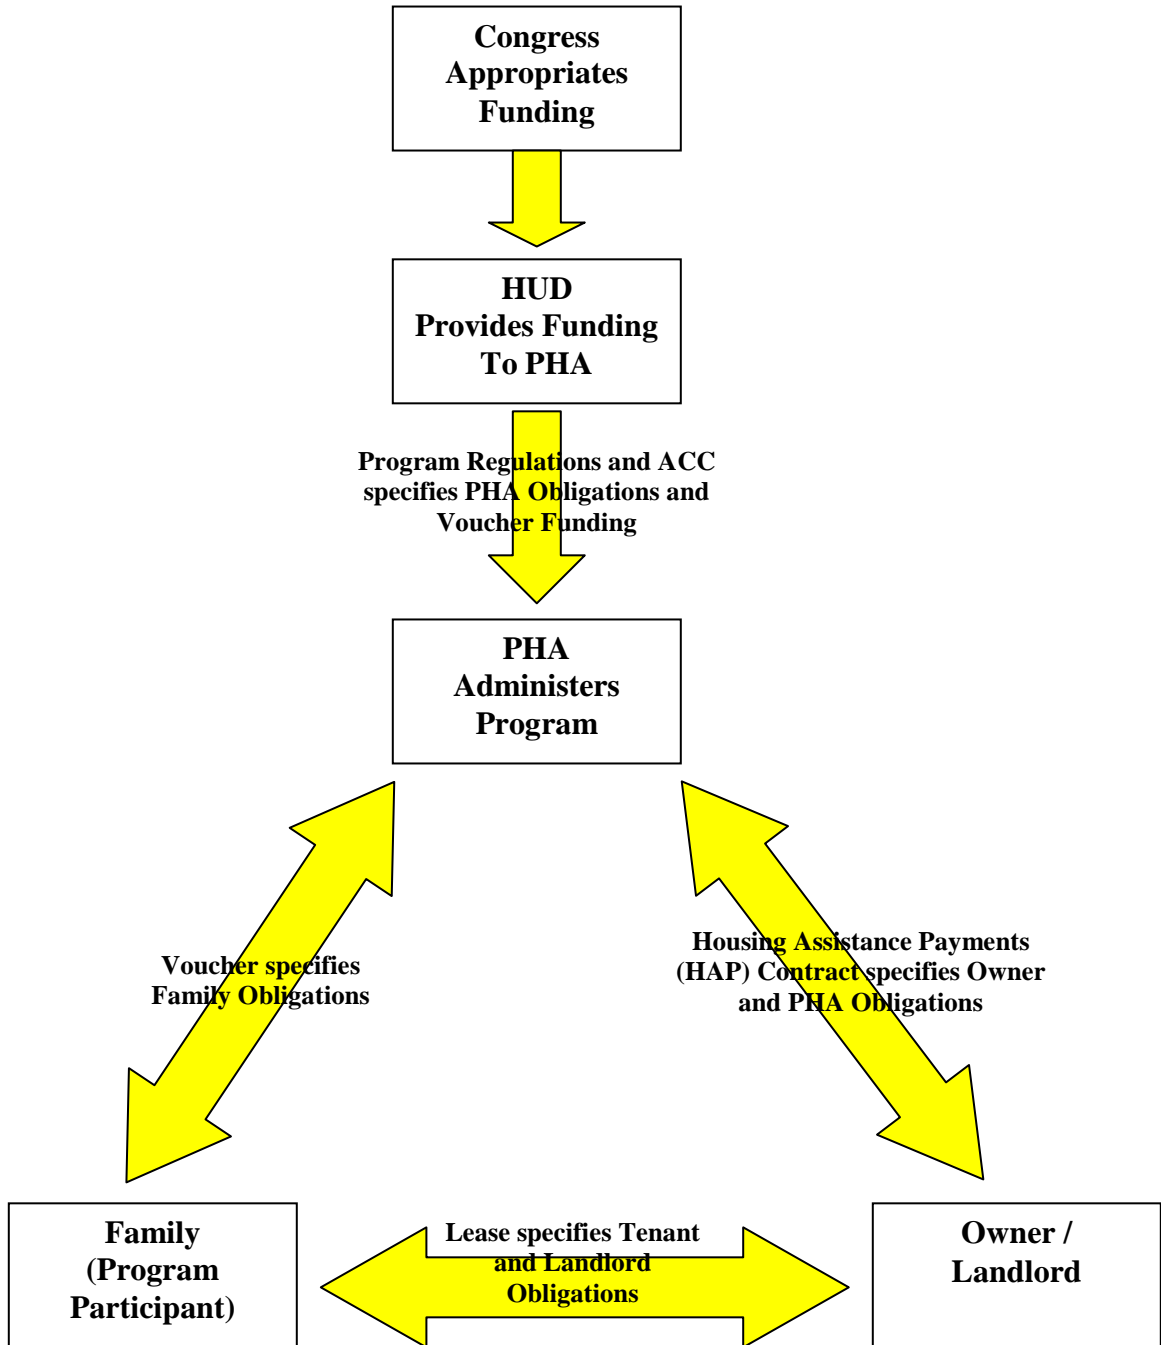 Congress
Appropriates
Funding
HUD
Provides Funding
To PHA
Program Regulations and ACC
specifies PHA Obligations and
Voucher Funding
PHA
Administers
Program
Voucher specifies
Family Obligations
Housing Assistance Payments
(HAP) Contract specifies Owner
and PHA Obligations
Family
(Program
Participant)
Lease specifies Tenant
and Landlord
Obligations
Owner /
Landlord